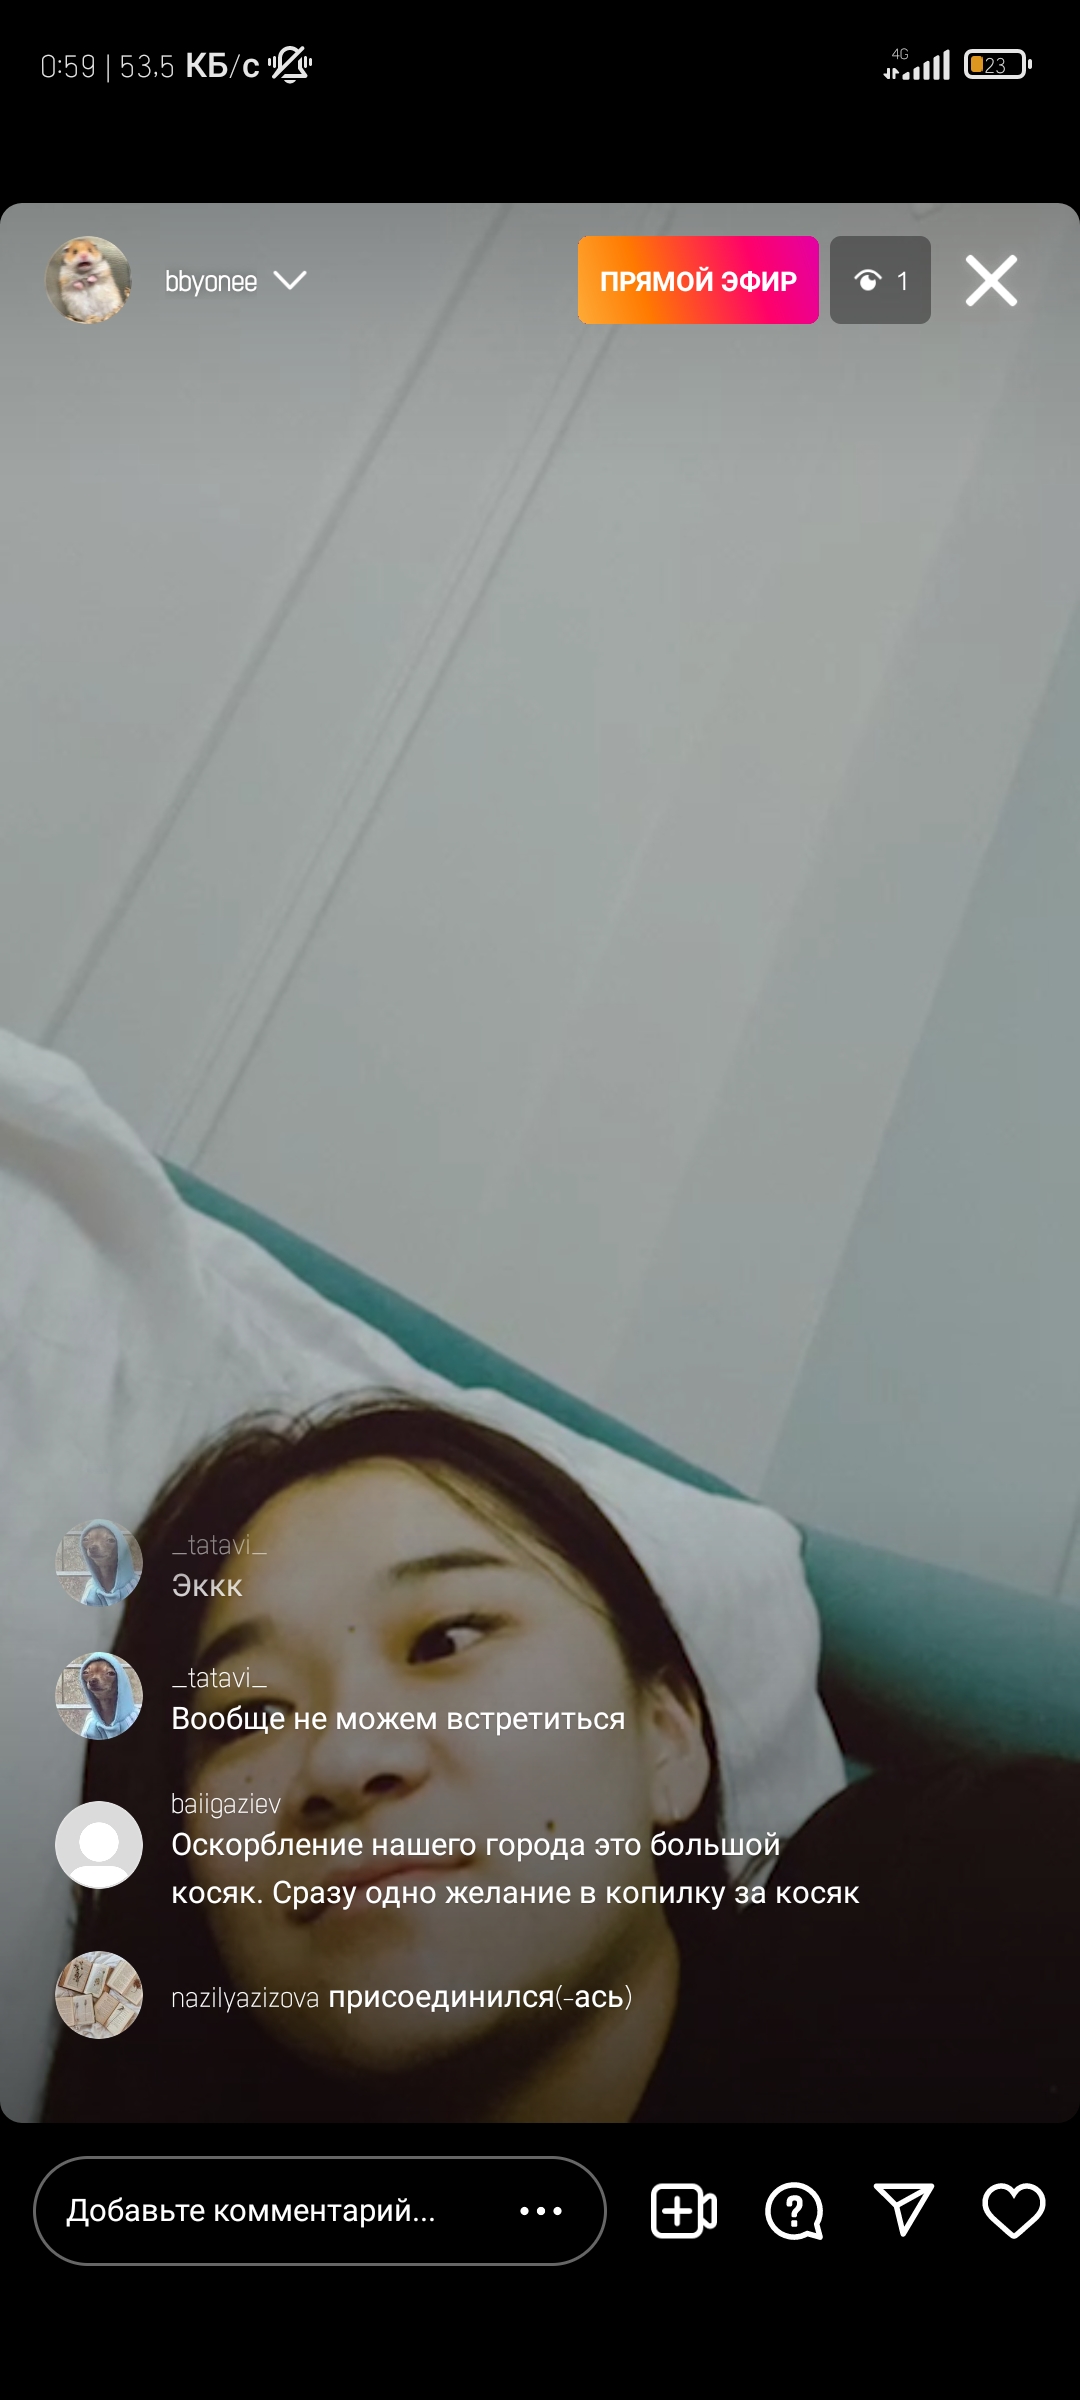 0:59 | 53,5 КБ/с
4G
23
bbyonee
ПРЯМОЙ ЭФИР
1
_tatavi_
Эккк
_tatavi_
Вообще не можем встретиться
baiigaziev
Оскорбление нашего города это большой
косяк. Сразу одно желание в копилку за косяк
nazilyazizova присоединился(-ась)
Добавьте комментарий...